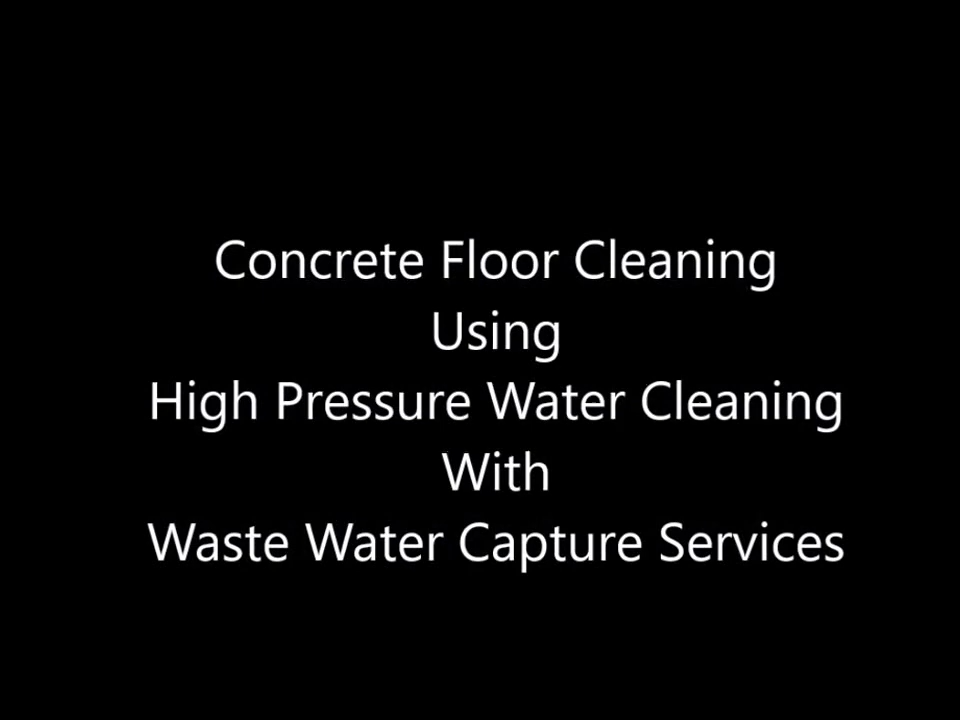 Concrete Floor Cleaning
Using
High Pressure Water Cleaning
With
Waste Water Capture Services